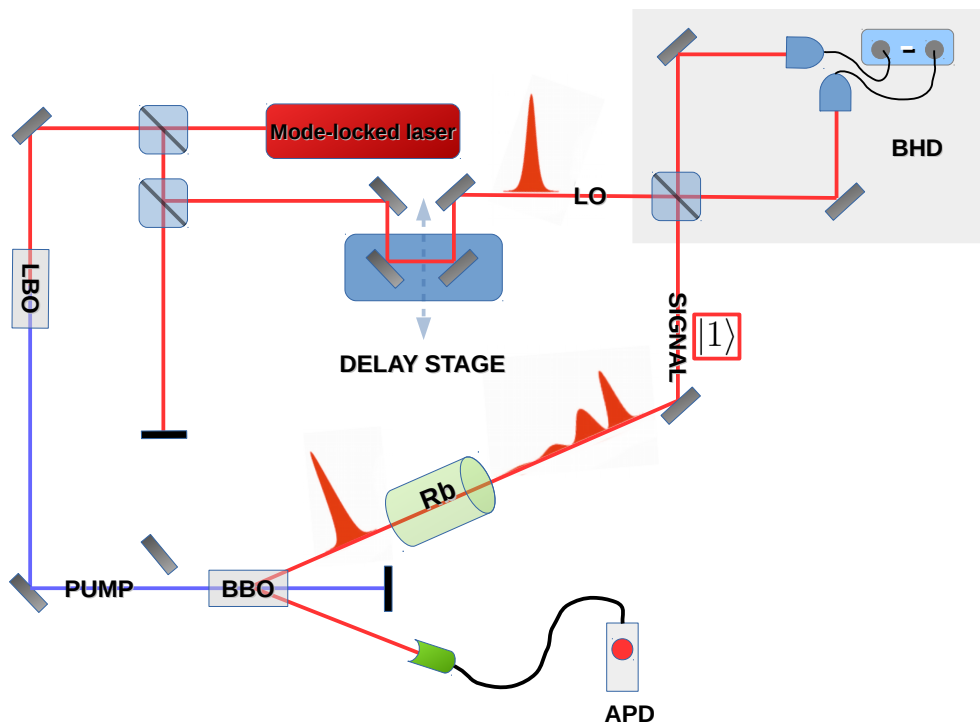 Mode-locked laser
BHD
LO
LBO
SIGNAL
|1⟩
DELAY STAGE
Rb
PUMP
BBO
APD